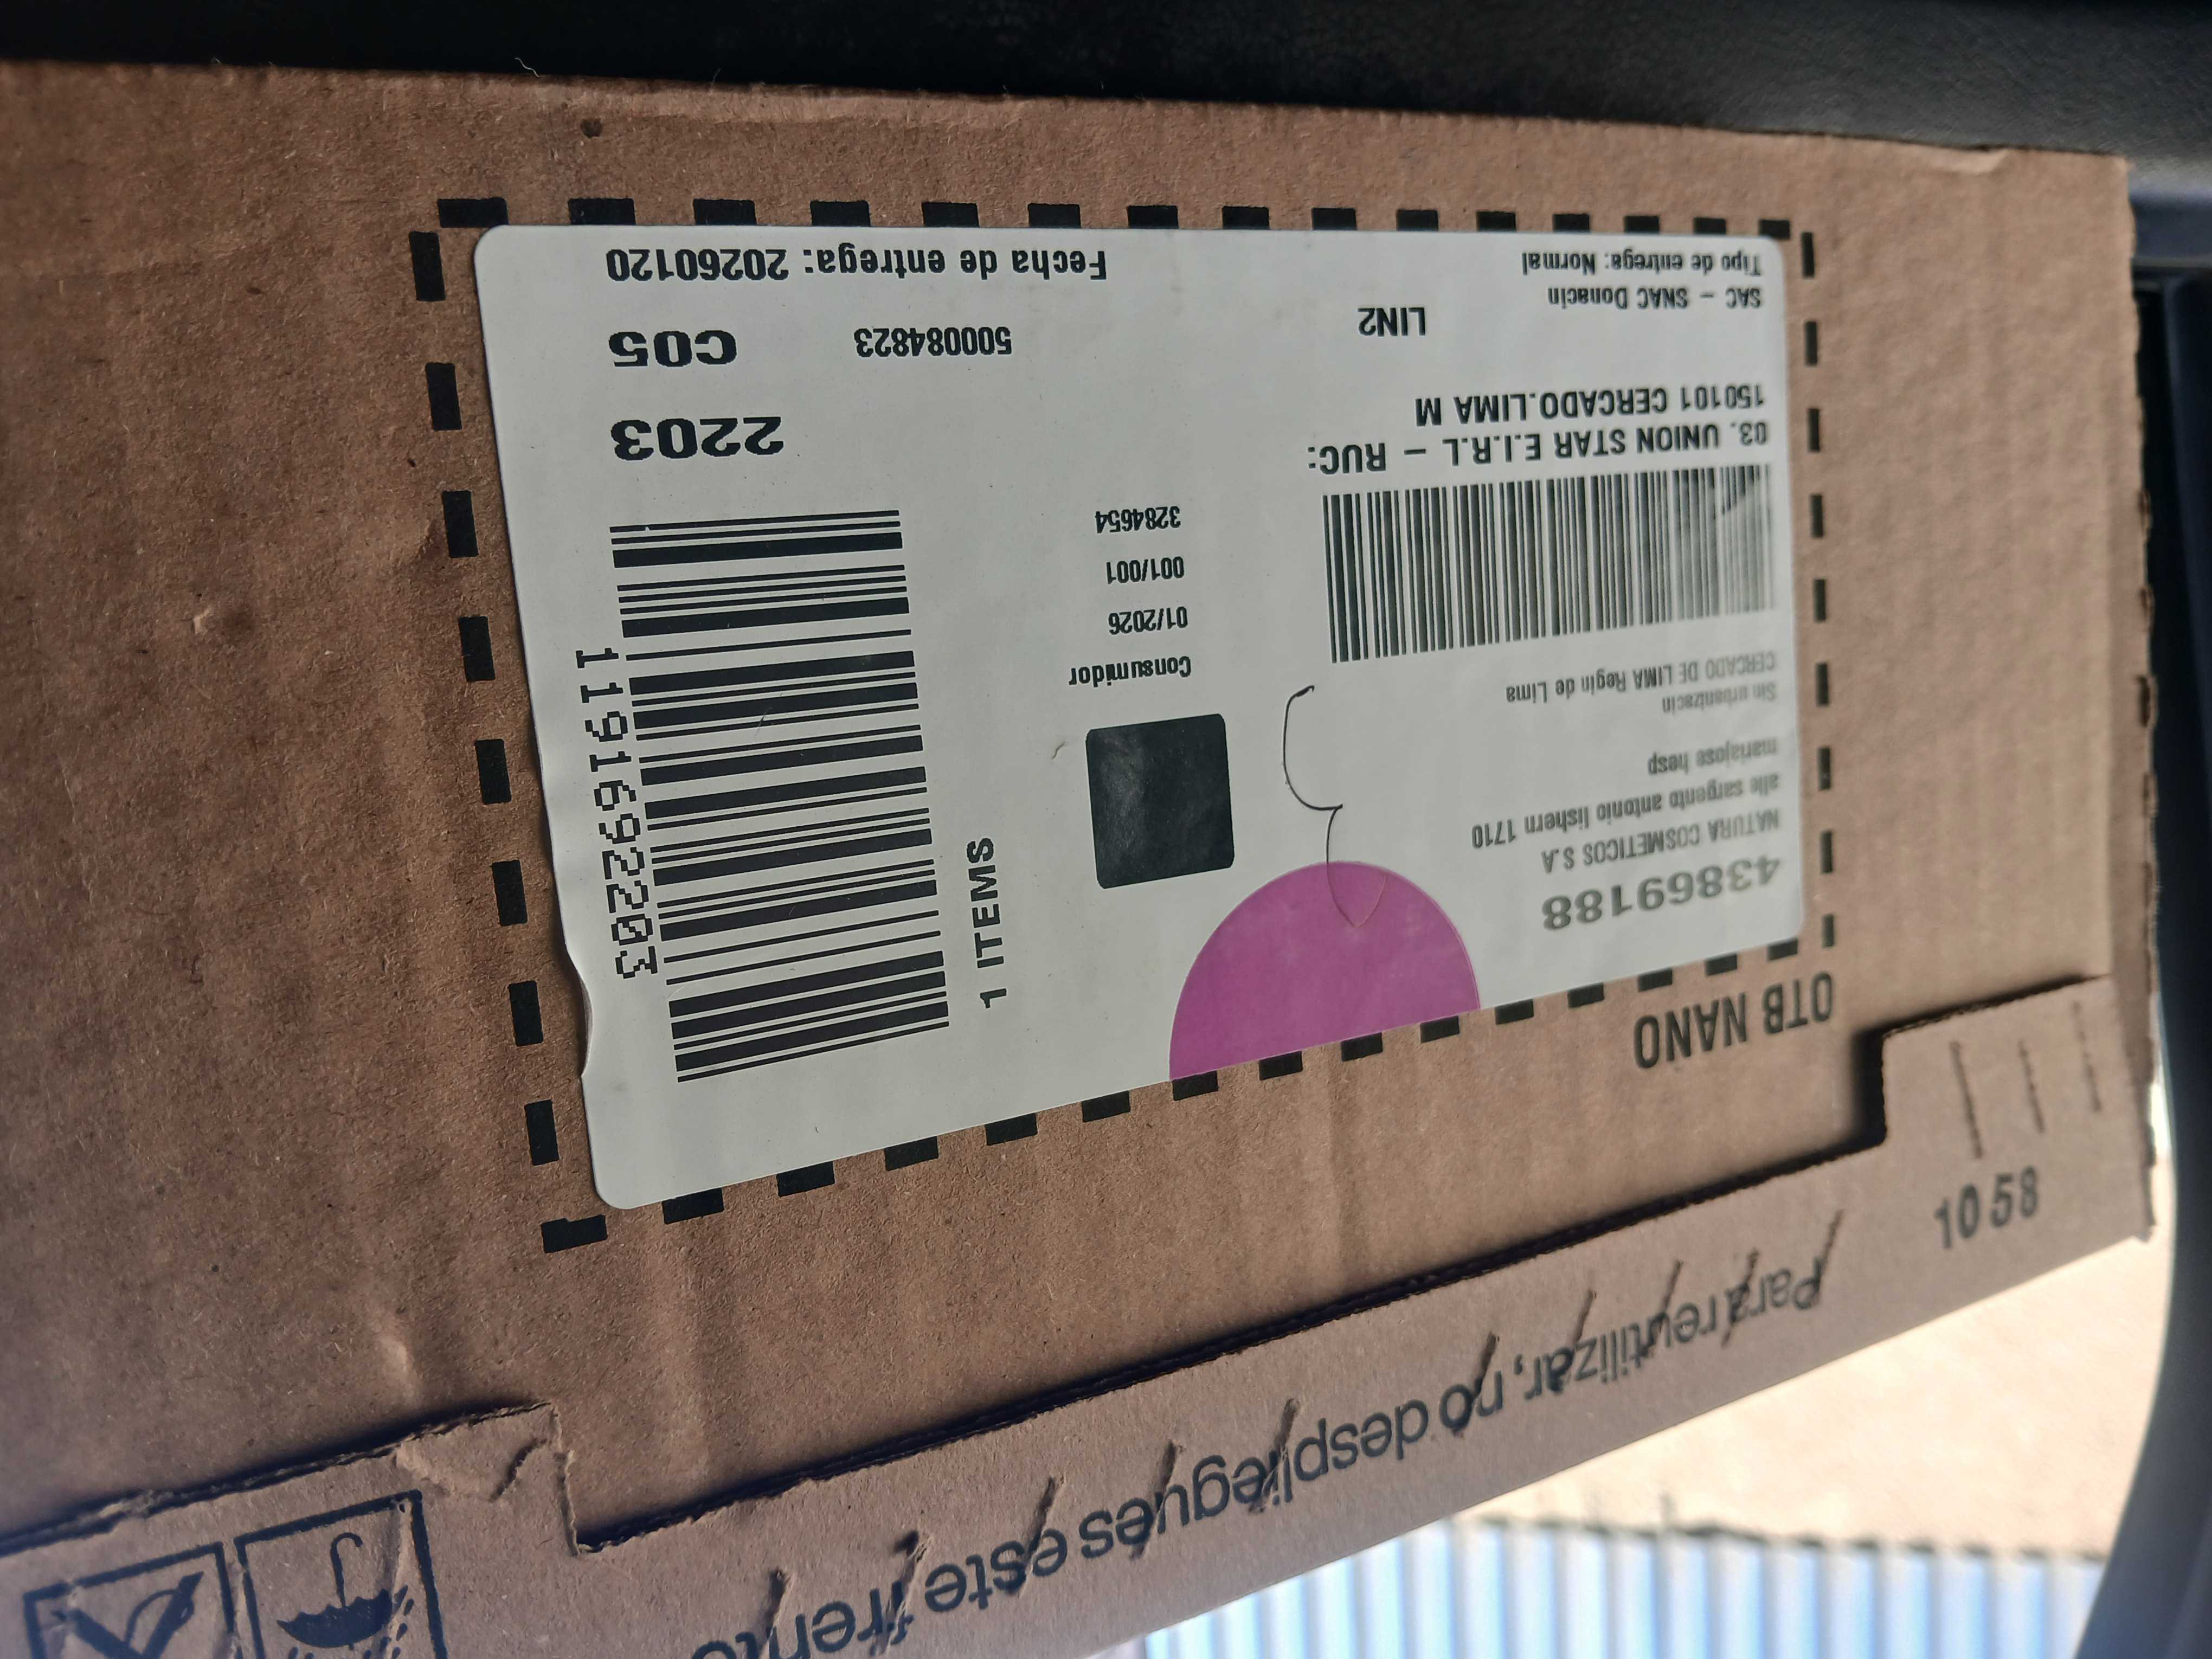 43869188
NATURA COSMETICOS S.A
alle sargento antonio lishern 1710
mariajose hesp
Sin urbanizacin
CERCADO DE LIMA Regin de Lima
03. UNION STAR E.I.R.L - RUC:
150101 CERCADO.LIMA M
LIN2
SAC - SNAC Donacin
Tipo de entrega: Normal
Consumidor
01/2026
001/001
3284654
1 ITEMS
1191692203
2203
500084823
C05
Fecha de entrega: 20260120
OTB NANO
1058
Para reutilizar, no despliegues este frente